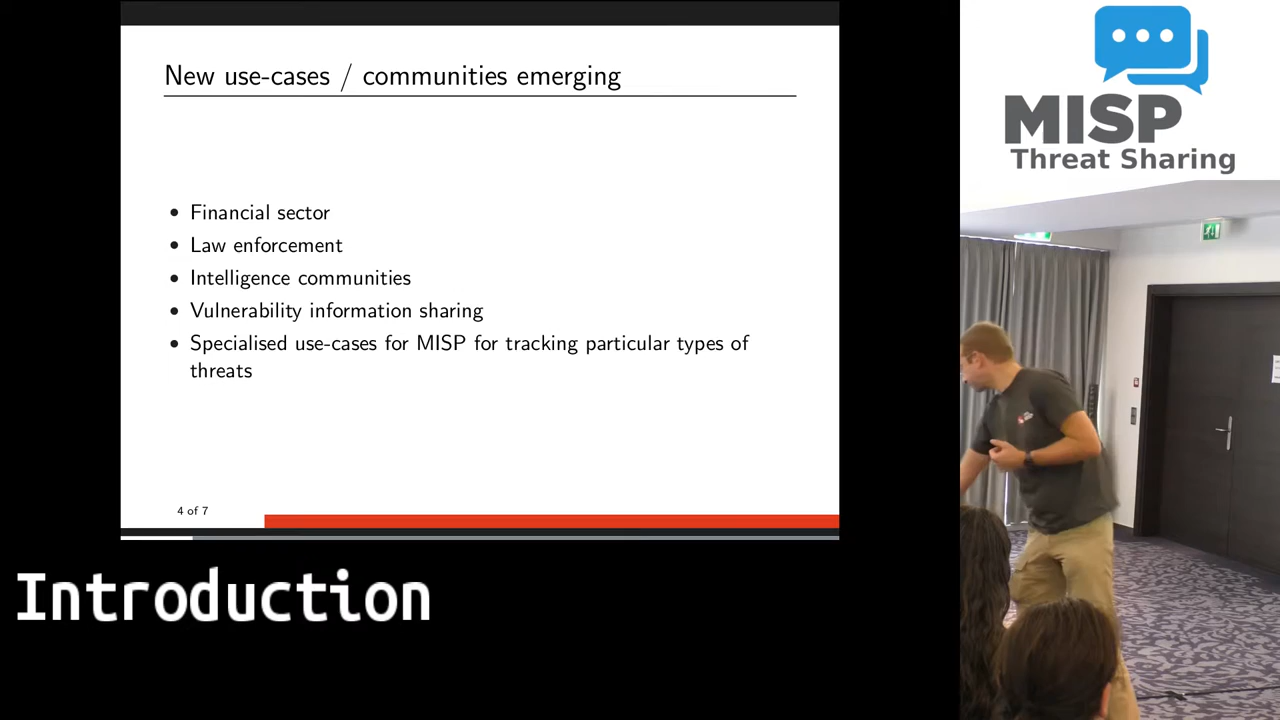 New use-cases / communities emerging
• Financial sector
• Law enforcement
• Intelligence communities
• Vulnerability information sharing
• Specialised use-cases for MISP for tracking particular types of
threats
4 of 7
Introduction
MISP
Threat Sharing